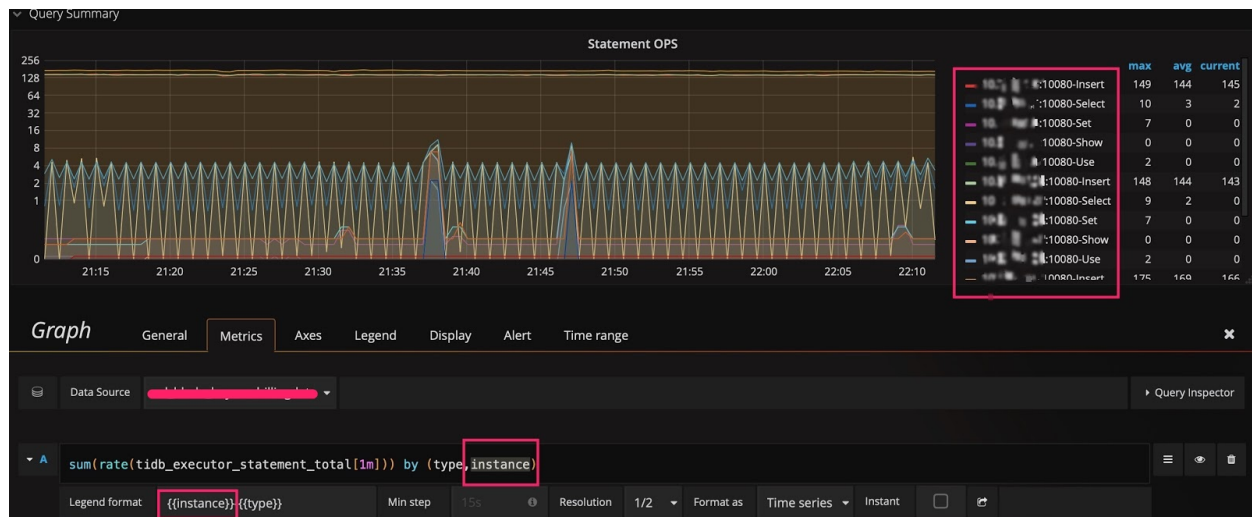 Query Summary
Statement OPS
max avg current
256
128
64
32
16
8
4
2
1
0
21:15 21:20 21:25 21:30 21:35 21:40 21:45 21:50 21:55 22:00 22:05 22:10
:10080-Insert 149 144 145
:10080-Select 10 3 2
:10080-Set 7 0 0
10080-Show 0 0 0
10080-Use 2 0 0
:10080-Insert 148 144 143
:10080-Select 9 2 0
:10080-Set 7 0 0
:10080-Show 0 0 0
:10080-Use 2 0 0
10080-Insert 175 169 166
Graph General Metrics Axes Legend Display Alert Time range
Data Source Query Inspector
A sum(rate(tidb_executor_statement_total[1m])) by (type,instance)
Legend format {{instance}}-{{type}} Min step 15s Resolution 1/2 Format as Time series Instant